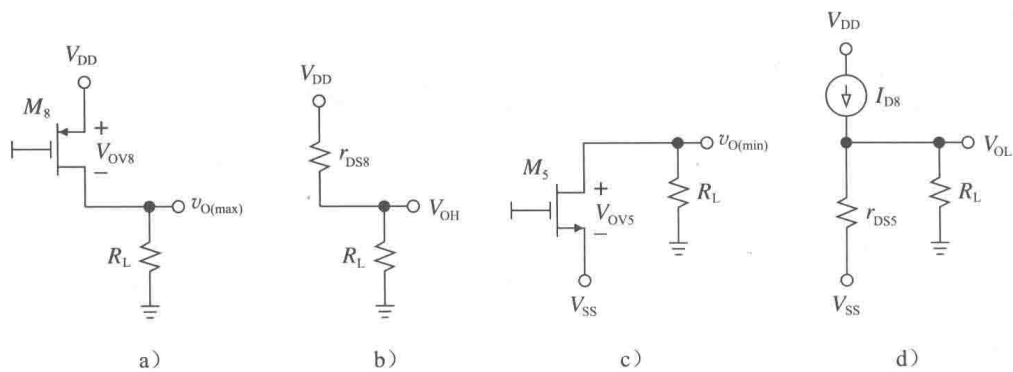 V_DD
M_8
+
V_OV8
−
v_O(max)
R_L
a）
V_DD
r_DS8
V_OH
R_L
b）
M_5
+
V_OV5
−
v_O(min)
R_L
V_SS
c）
V_DD
I_D8
V_OL
r_DS5
R_L
V_SS
d）